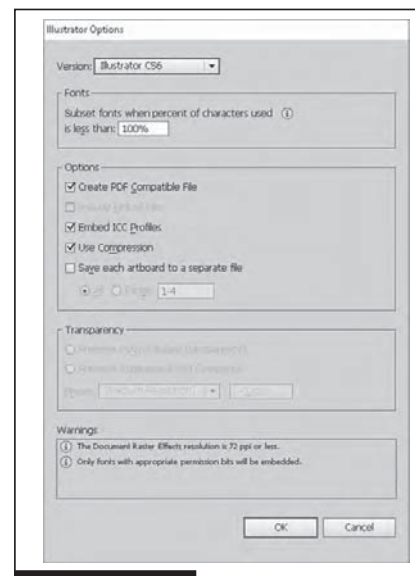 Illustrator Options
Version: Illustrator CS6
Fonts
Subset fonts when percent of characters used
is less than: 100%
Options
Create PDF Compatible File
Embed ICC Profiles
Use Compression
Save each artboard to a separate file
All Range: 1-4
Transparency
Warnings
The Document Raster Effects resolution is 72 ppi or less.
Only fonts with appropriate permission bits will be embedded.
OK Cancel